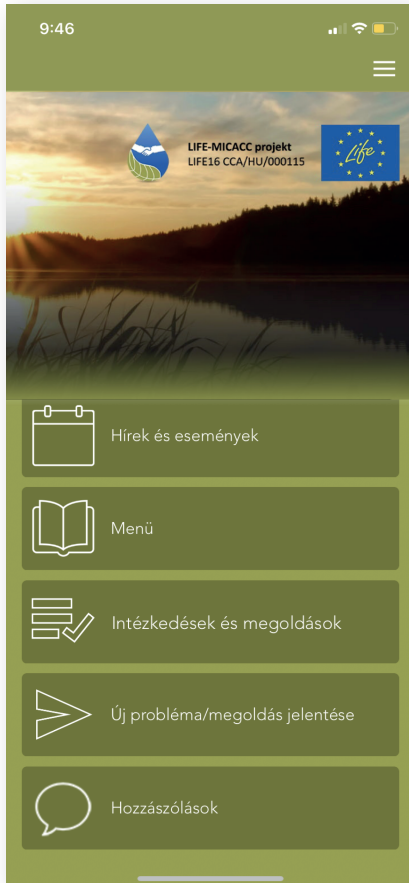 9:46
LIFE-MICACC projekt
LIFE16 CCA/HU/000115
Life
Hírek és események
Menü
Intézkedések és megoldások
Új probléma/megoldás jelentése
Hozzászólások